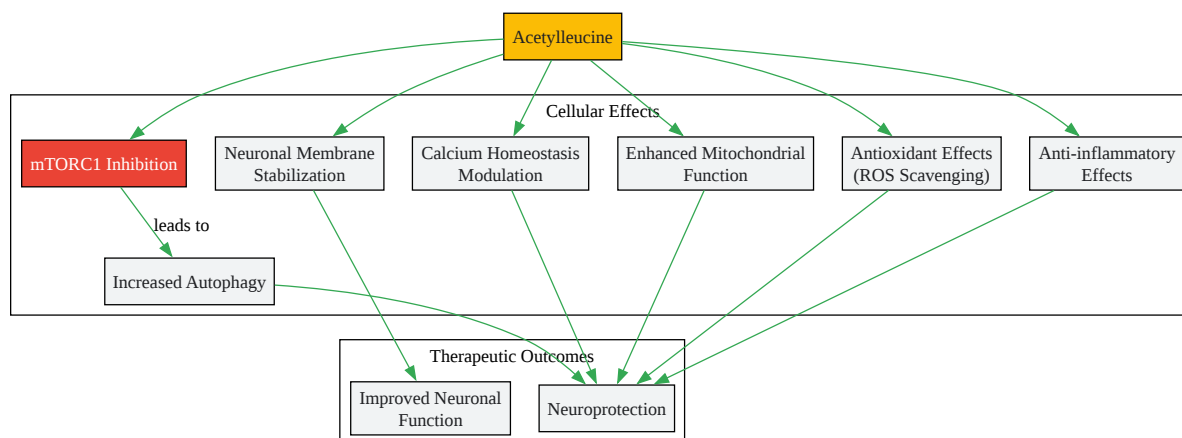 Acetylleucine
Cellular Effects
mTORC1 Inhibition
Neuronal Membrane
Stabilization
Calcium Homeostasis
Modulation
Enhanced Mitochondrial
Function
Antioxidant Effects
(ROS Scavenging)
Anti-inflammatory
Effects
leads to
Increased Autophagy
Therapeutic Outcomes
Improved Neuronal
Function
Neuroprotection